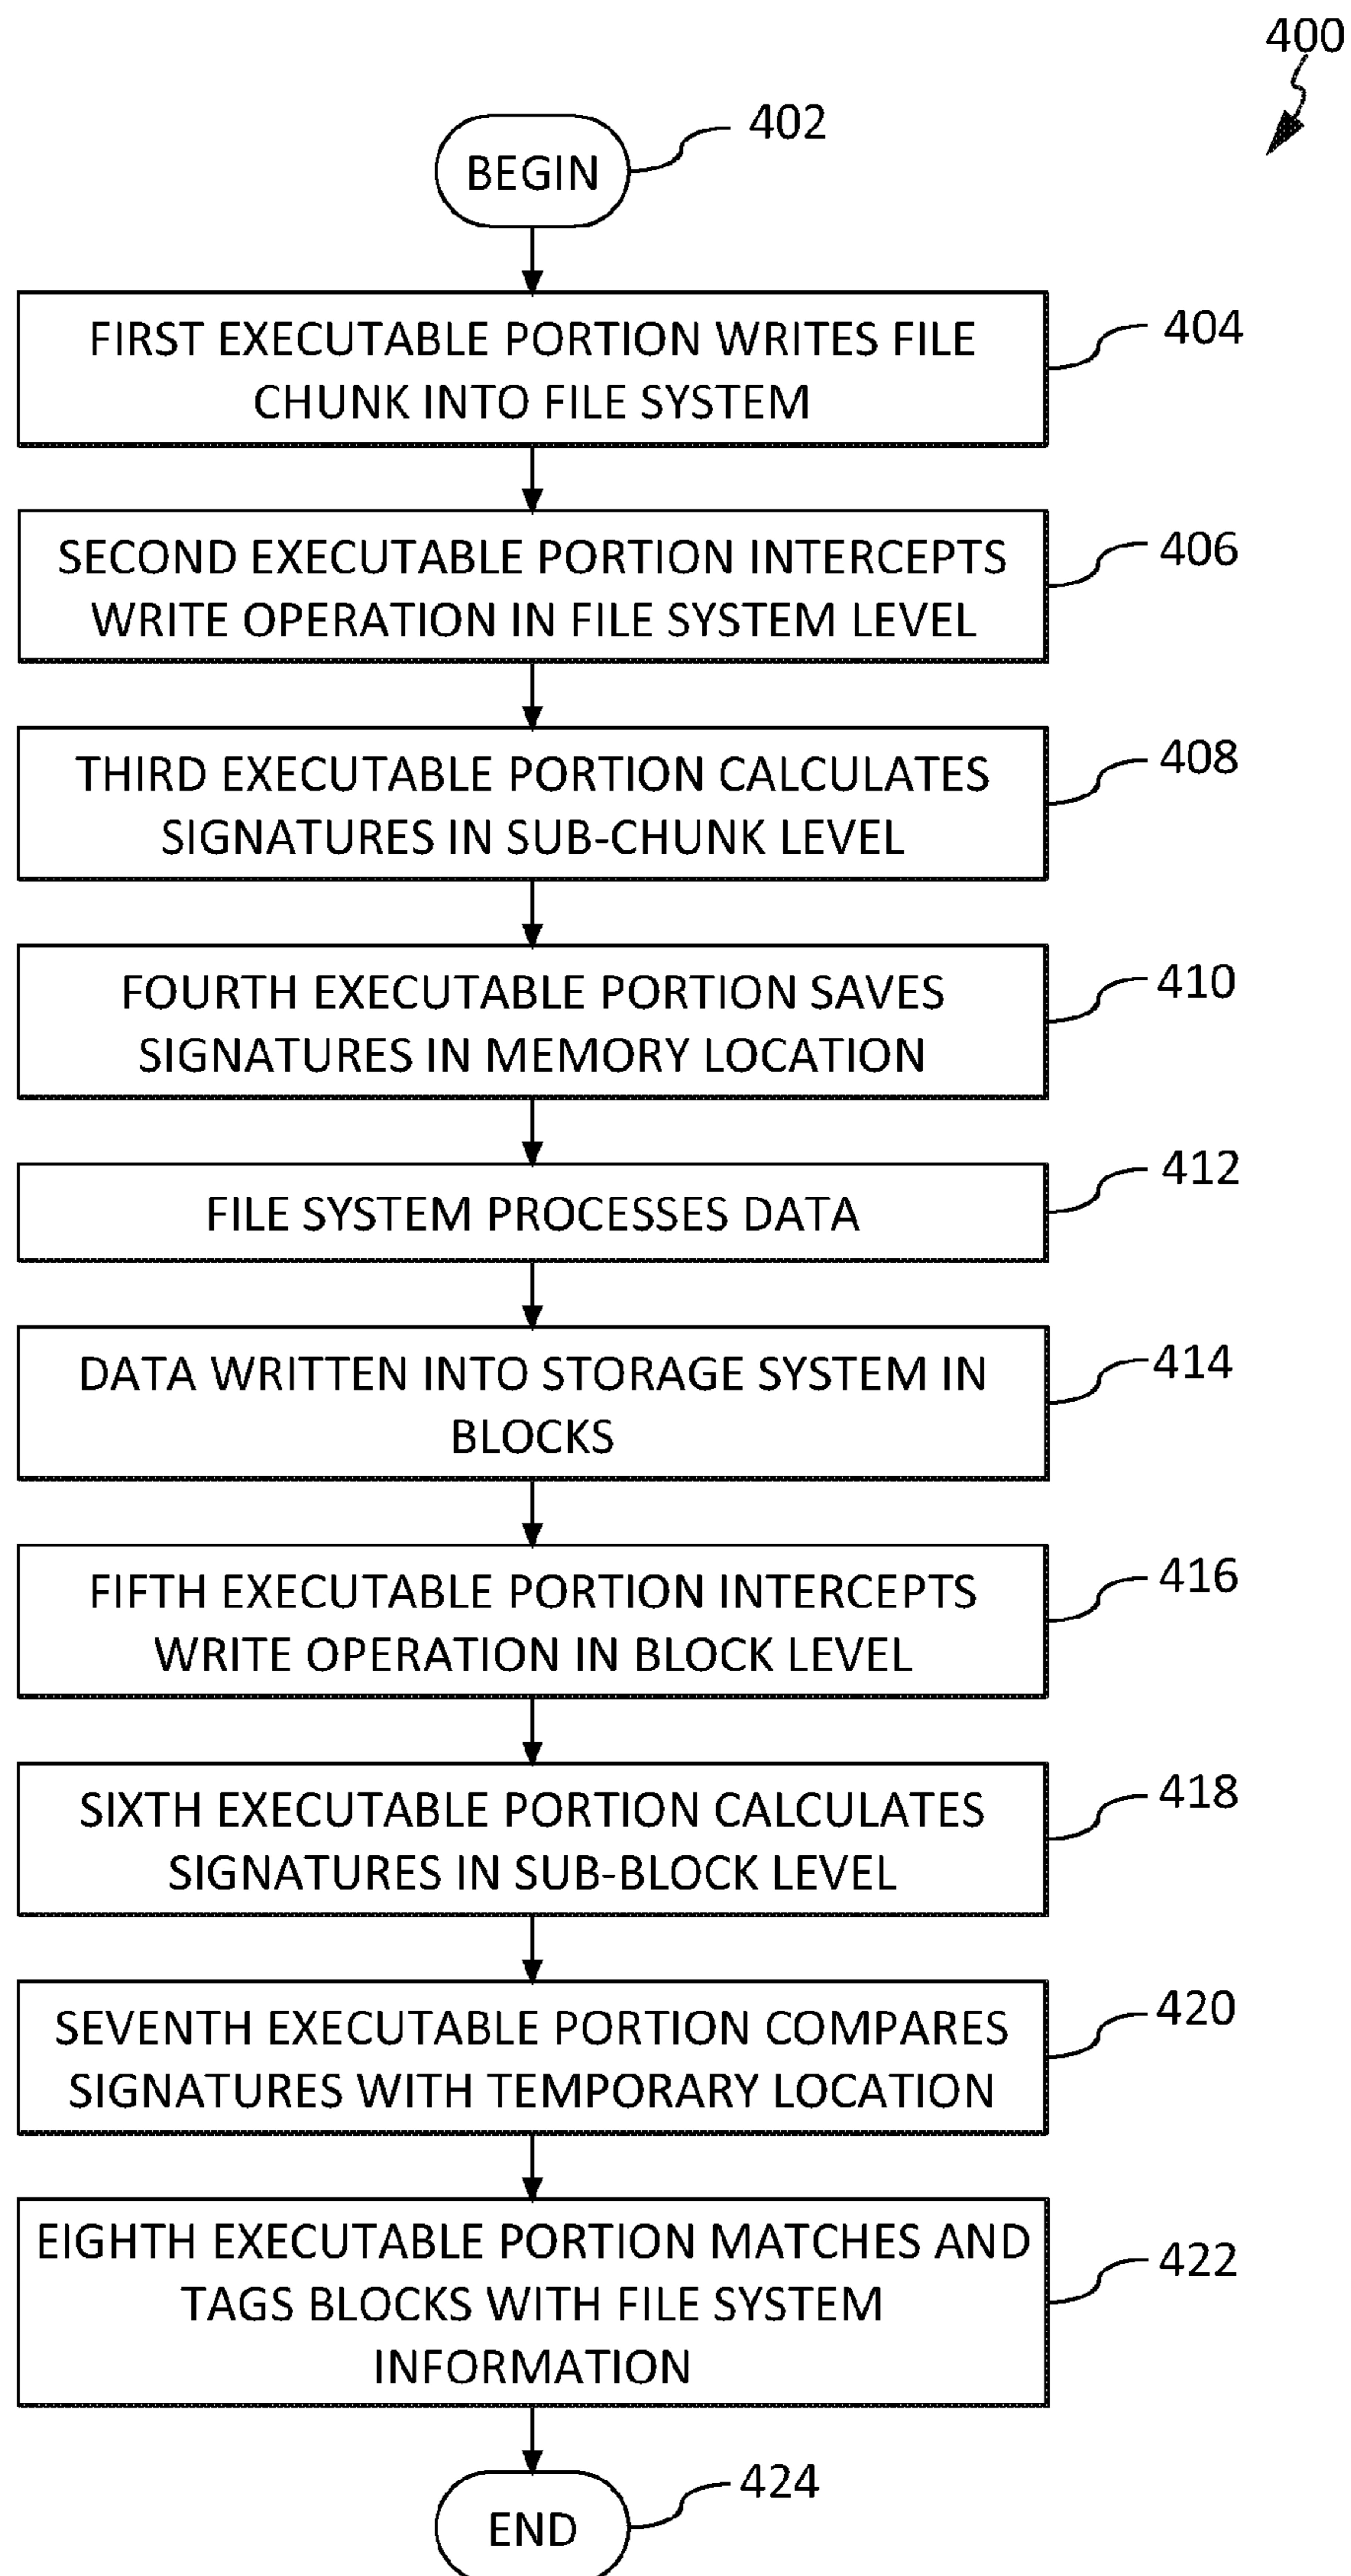 400
BEGIN
402
FIRST EXECUTABLE PORTION WRITES FILE
CHUNK INTO FILE SYSTEM
404
SECOND EXECUTABLE PORTION INTERCEPTS
WRITE OPERATION IN FILE SYSTEM LEVEL
406
THIRD EXECUTABLE PORTION CALCULATES
SIGNATURES IN SUB-CHUNK LEVEL
408
FOURTH EXECUTABLE PORTION SAVES
SIGNATURES IN MEMORY LOCATION
410
FILE SYSTEM PROCESSES DATA
412
DATA WRITTEN INTO STORAGE SYSTEM IN
BLOCKS
414
FIFTH EXECUTABLE PORTION INTERCEPTS
WRITE OPERATION IN BLOCK LEVEL
416
SIXTH EXECUTABLE PORTION CALCULATES
SIGNATURES IN SUB-BLOCK LEVEL
418
SEVENTH EXECUTABLE PORTION COMPARES
SIGNATURES WITH TEMPORARY LOCATION
420
EIGHTH EXECUTABLE PORTION MATCHES AND
TAGS BLOCKS WITH FILE SYSTEM
INFORMATION
422
END
424